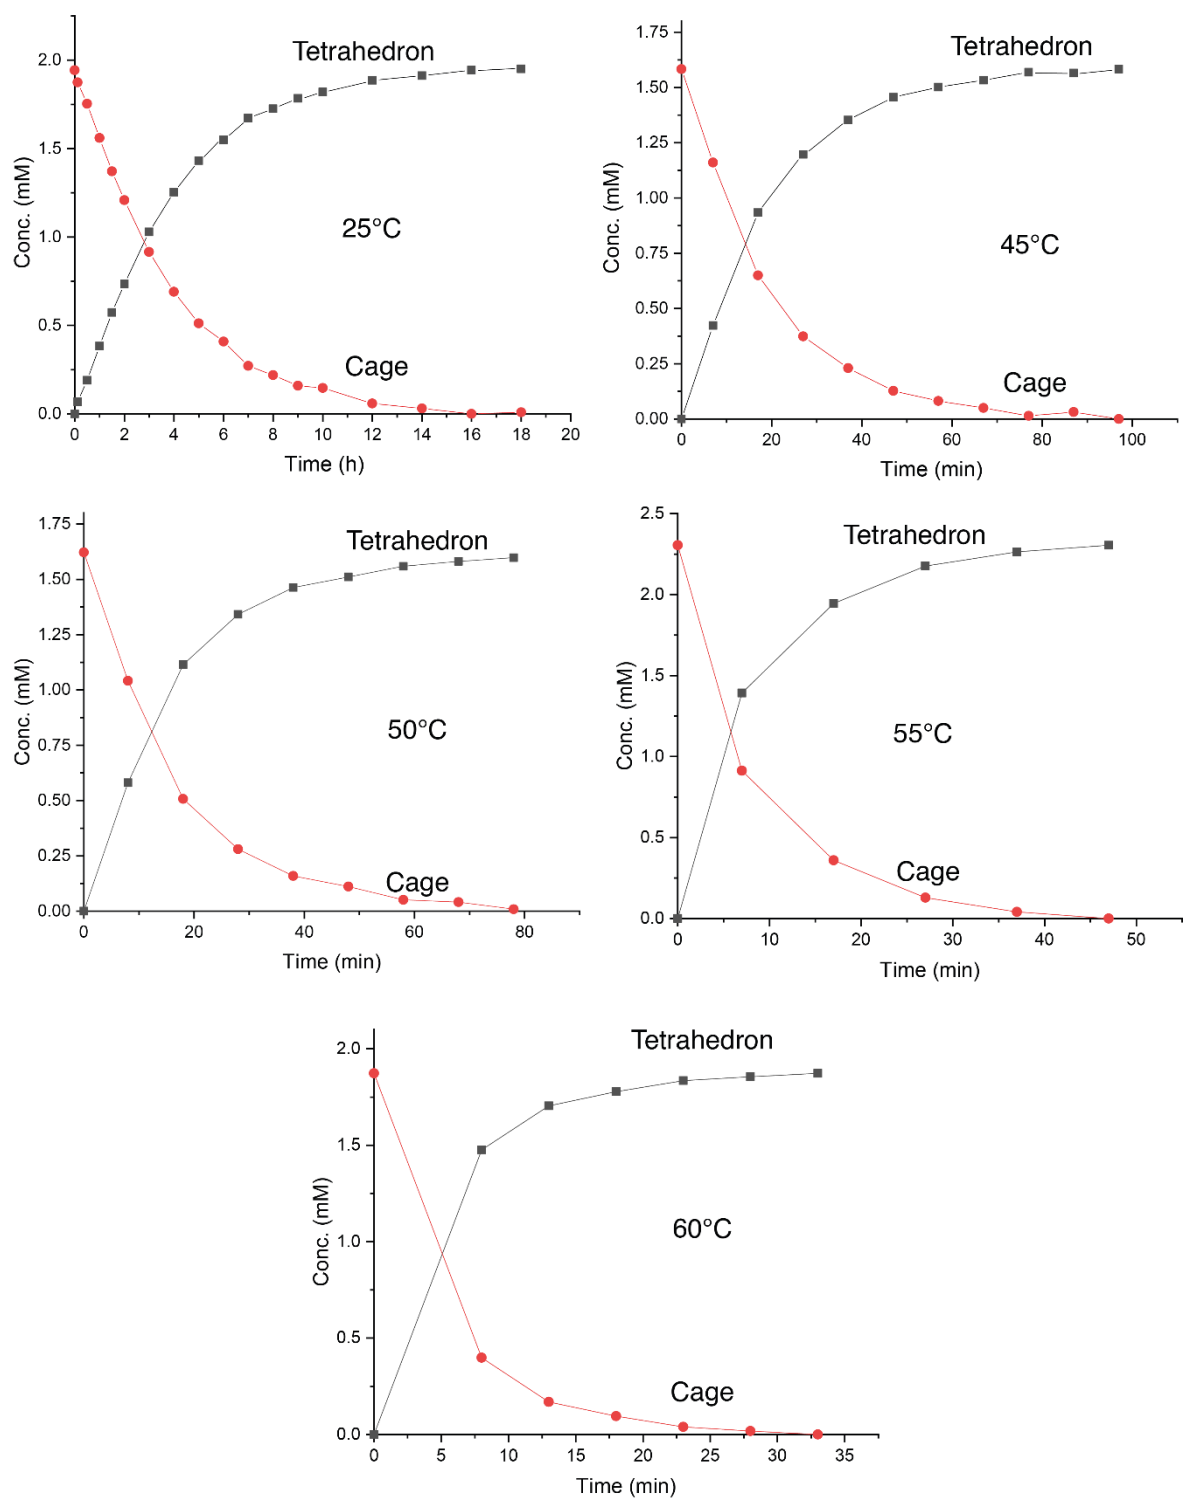 Tetrahedron
2.0
1.5
1.0
0.5
0.0
Conc. (mM)
25°C
Cage
0 2 4 6 8 10 12 14 16 18 20
Time (h)
Tetrahedron
1.75
1.50
1.25
1.00
0.75
0.50
0.25
0.00
Conc. (mM)
45°C
Cage
0 20 40 60 80 100
Time (min)
Tetrahedron
1.75
1.50
1.25
1.00
0.75
0.50
0.25
0.00
Conc. (mM)
50°C
Cage
0 20 40 60 80
Time (min)
Tetrahedron
2.5
2.0
1.5
1.0
0.5
0.0
Conc. (mM)
55°C
Cage
0 10 20 30 40 50
Time (min)
Tetrahedron
2.0
1.5
1.0
0.5
0.0
Conc. (mM)
60°C
Cage
0 5 10 15 20 25 30 35
Time (min)